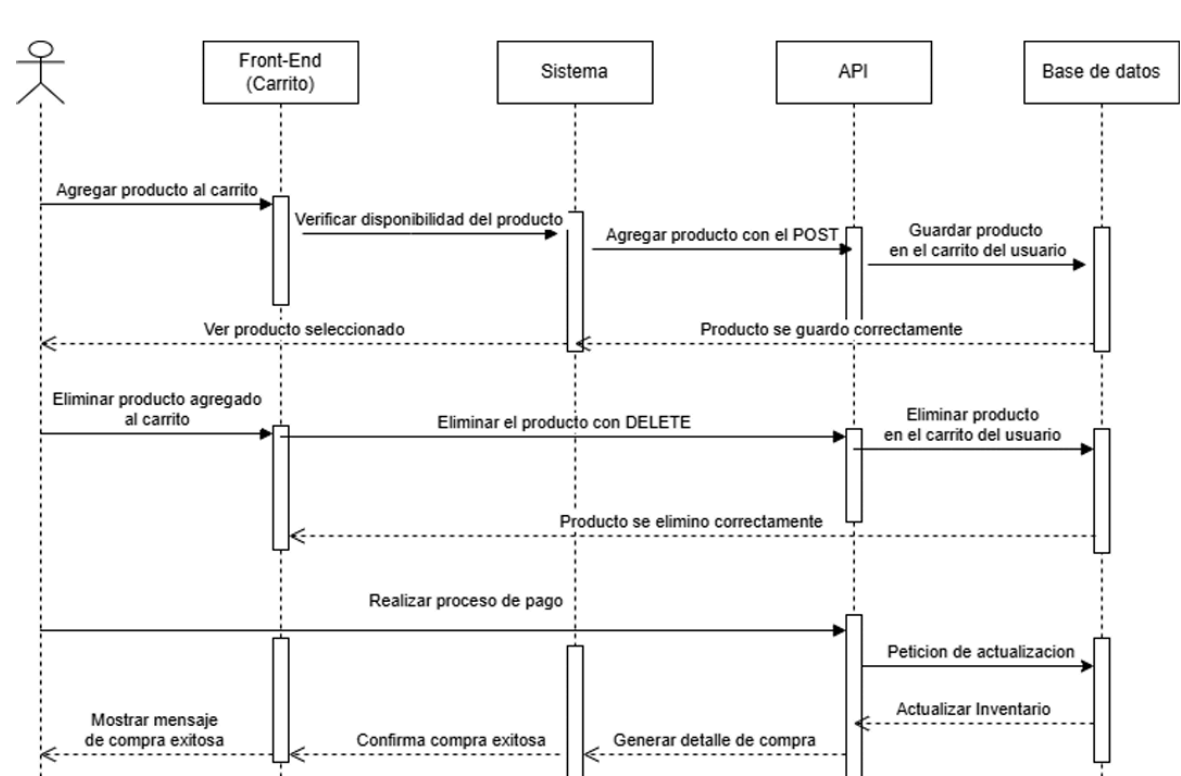 Front-End
(Carrito)
Sistema
API
Base de datos
Agregar producto al carrito
Verificar disponibilidad del producto
Agregar producto con el POST
Guardar producto
en el carrito del usuario
Ver producto seleccionado
Producto se guardo correctamente
Eliminar producto agregado
al carrito
Eliminar el producto con DELETE
Eliminar producto
en el carrito del usuario
Producto se elimino correctamente
Realizar proceso de pago
Peticion de actualizacion
Actualizar Inventario
Mostrar mensaje
de compra exitosa
Confirma compra exitosa
Generar detalle de compra